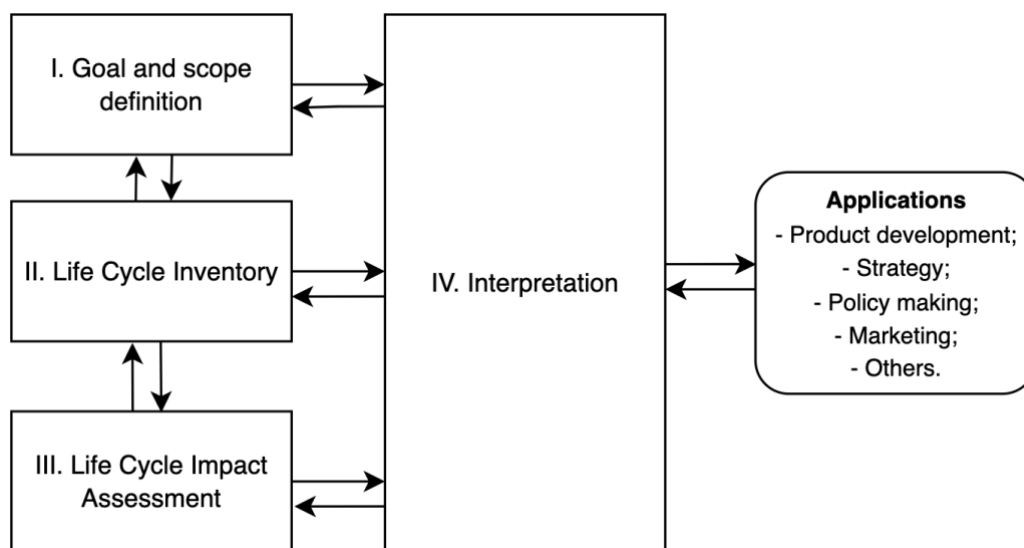 I. Goal and scope
definition
II. Life Cycle Inventory
III. Life Cycle Impact
Assessment
IV. Interpretation
Applications
- Product development;
- Strategy;
- Policy making;
- Marketing;
- Others.